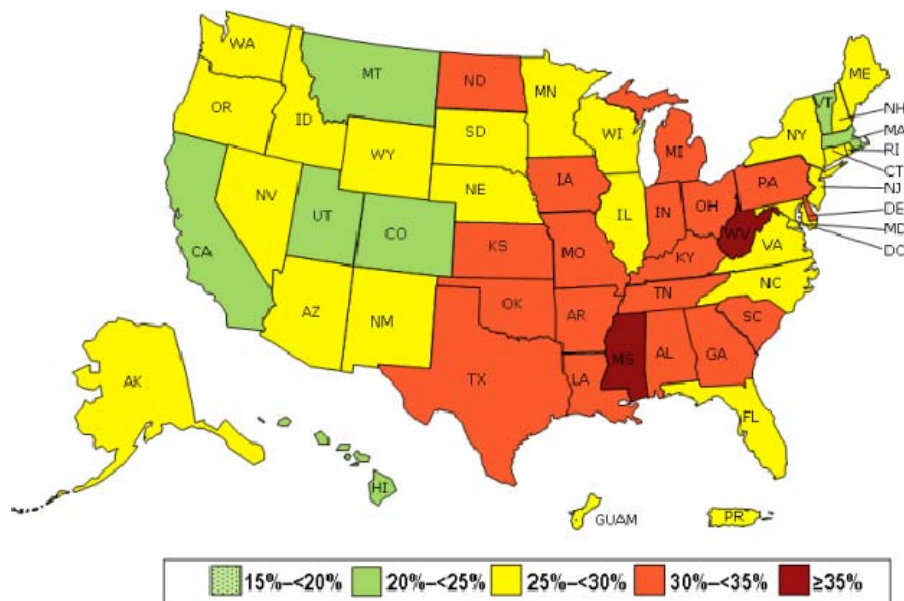 WA
MT
ND
MN
ME
VT
NH
OR
ID
SD
WI
NY
MA
RI
WY
MI
CT
IA
PA
NJ
NE
NV
IL
IN
OH
DE
UT
CO
WV
MD
CA
KS
MO
VA
DC
KY
NC
TN
OK
AZ
NM
AR
SC
MS
AL
GA
TX
LA
AK
FL
HI
GUAM
PR
15%–<20% 20%–<25% 25%–<30% 30%–<35% ≥35%